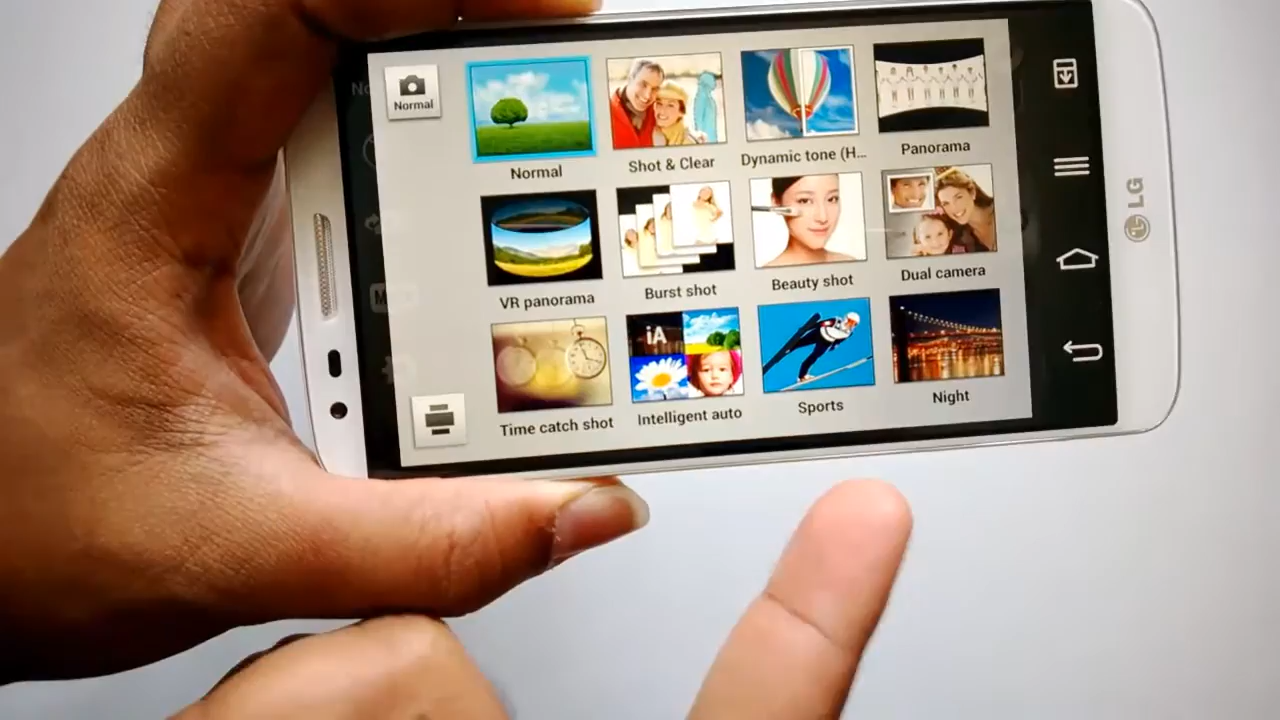 Normal
Normal
Shot & Clear
Dynamic tone (H...
Panorama
VR panorama
Burst shot
Beauty shot
Dual camera
Time catch shot
iA
Intelligent auto
Sports
Night
LG